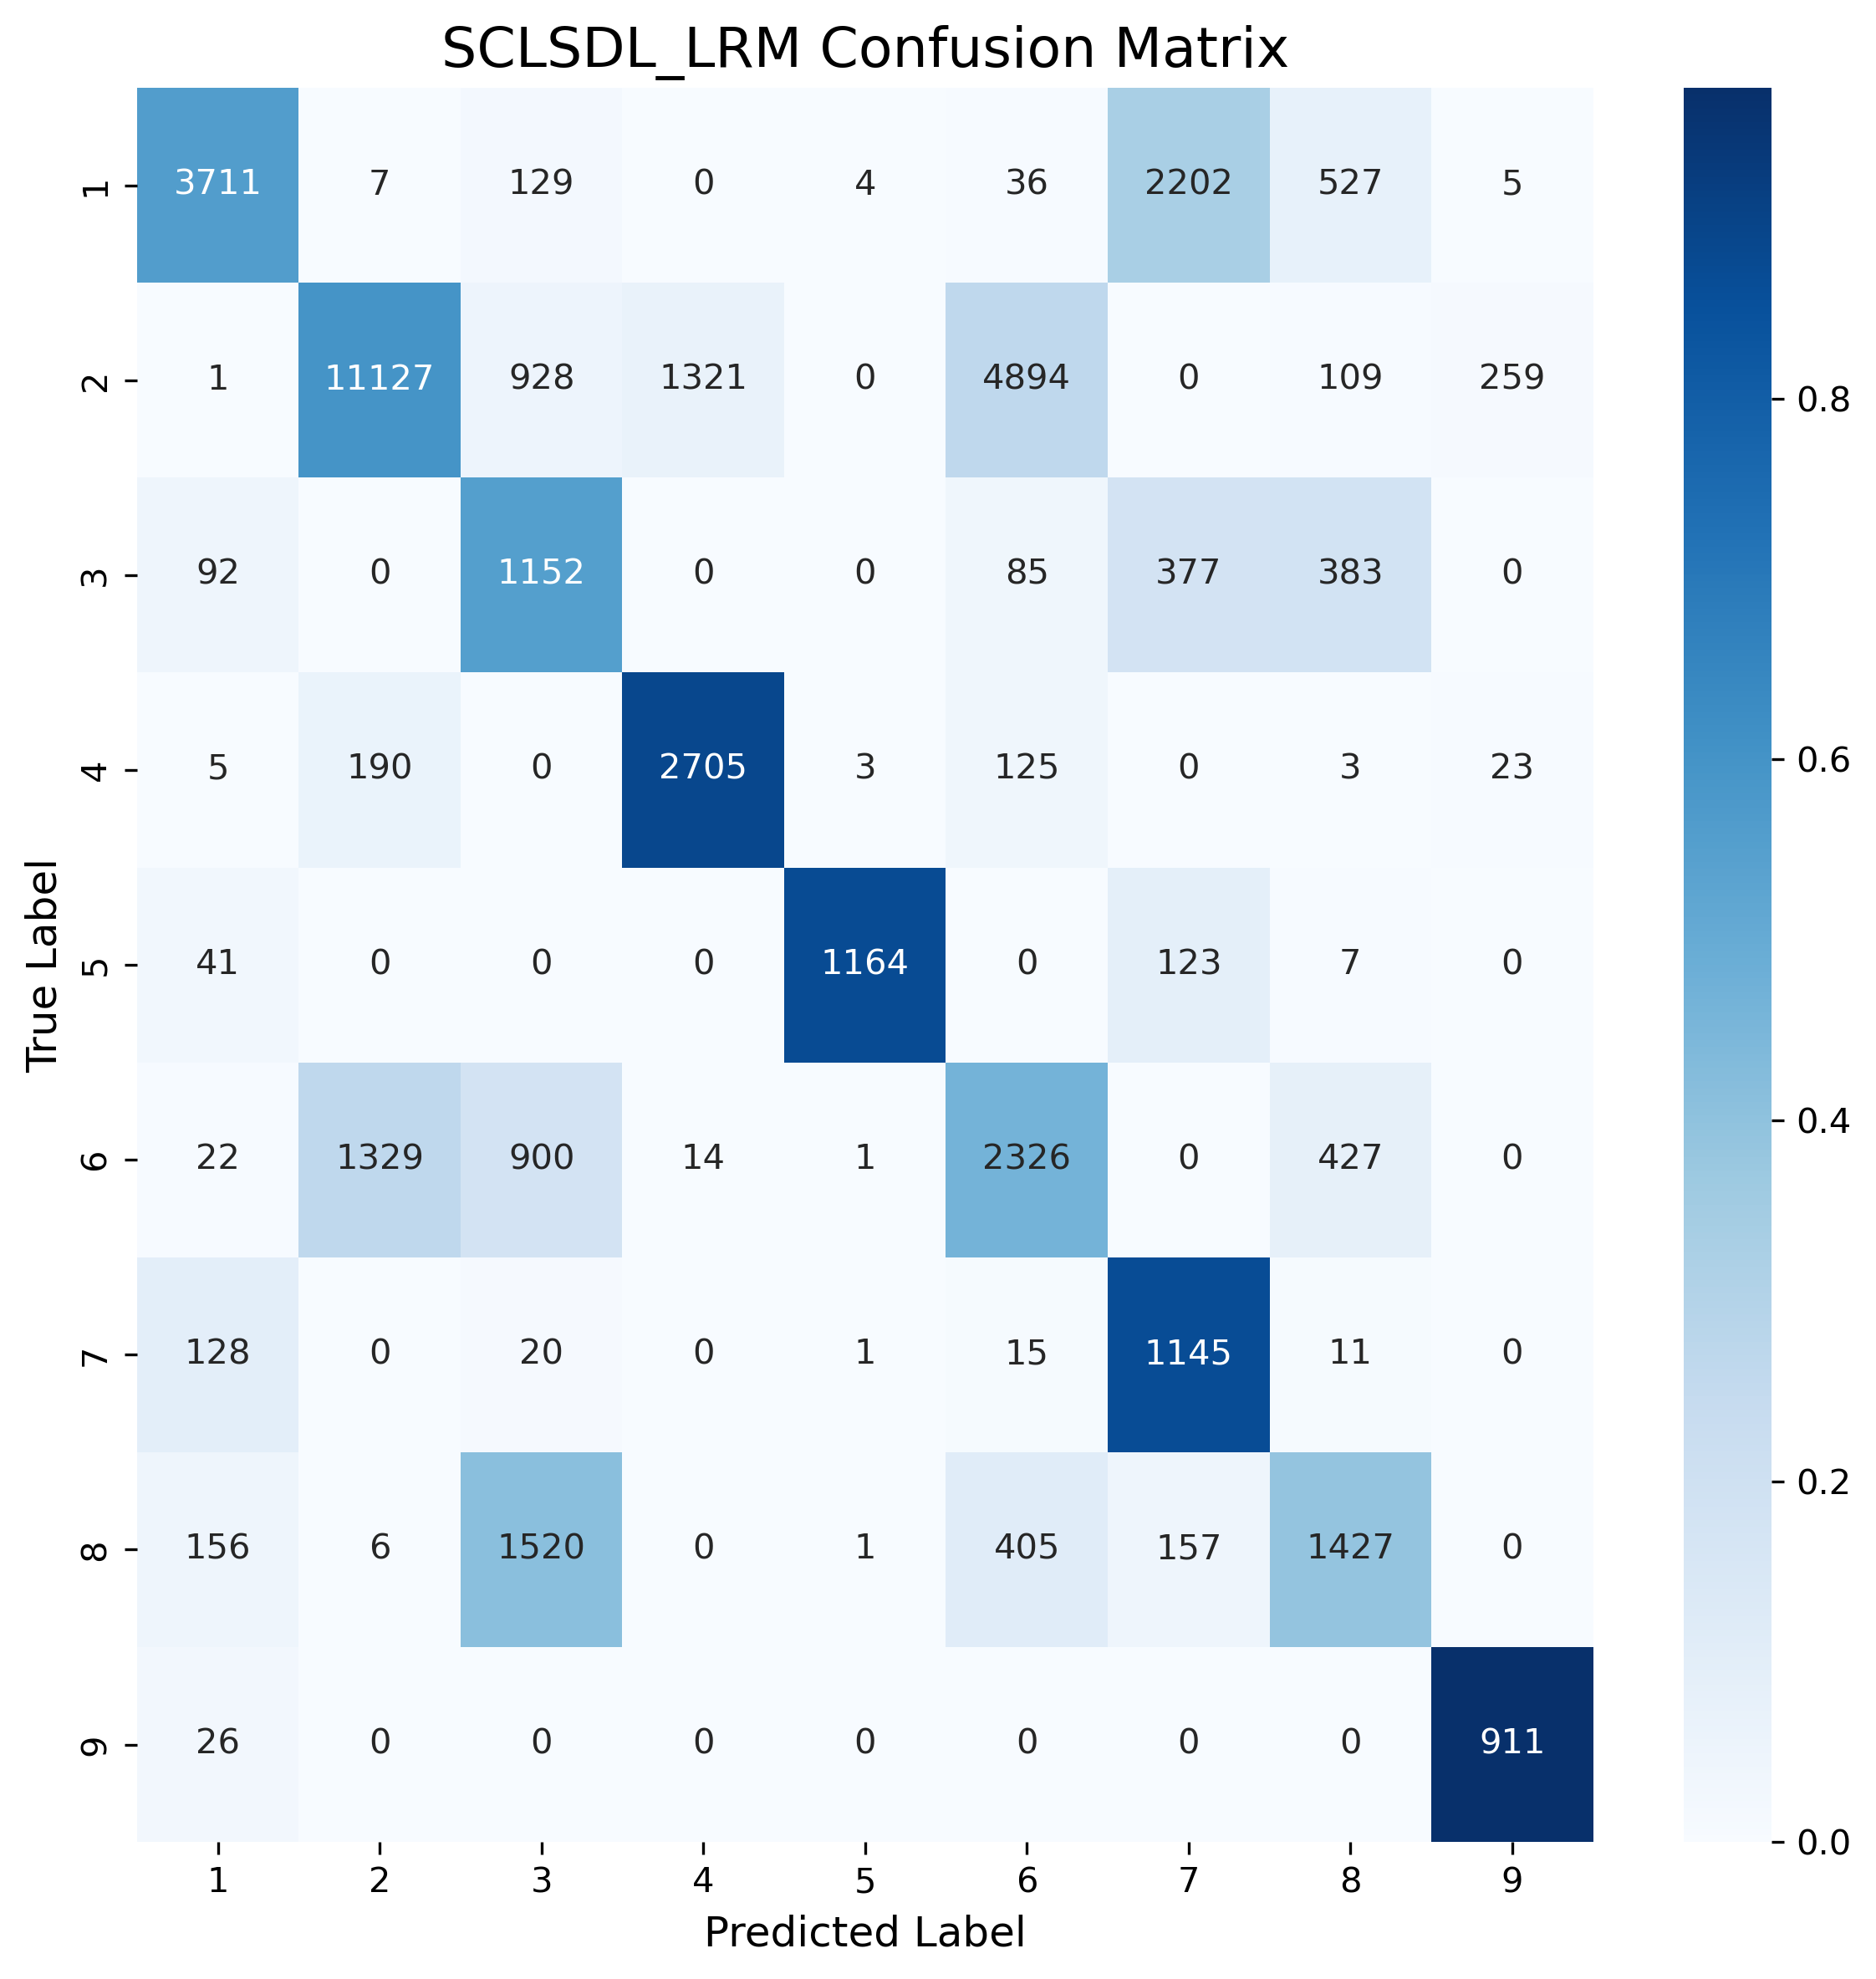 SCLSDL_LRM Confusion Matrix
1 3711 7 129 0 4 36 2202 527 5
2 1 11127 928 1321 0 4894 0 109 259
3 92 0 1152 0 0 85 377 383 0
4 5 190 0 2705 3 125 0 3 23
5 41 0 0 0 1164 0 123 7 0
6 22 1329 900 14 1 2326 0 427 0
7 128 0 20 0 1 15 1145 11 0
8 156 6 1520 0 1 405 157 1427 0
9 26 0 0 0 0 0 0 0 911
1 2 3 4 5 6 7 8 9
Predicted Label
True Label
0.8
0.6
0.4
0.2
0.0